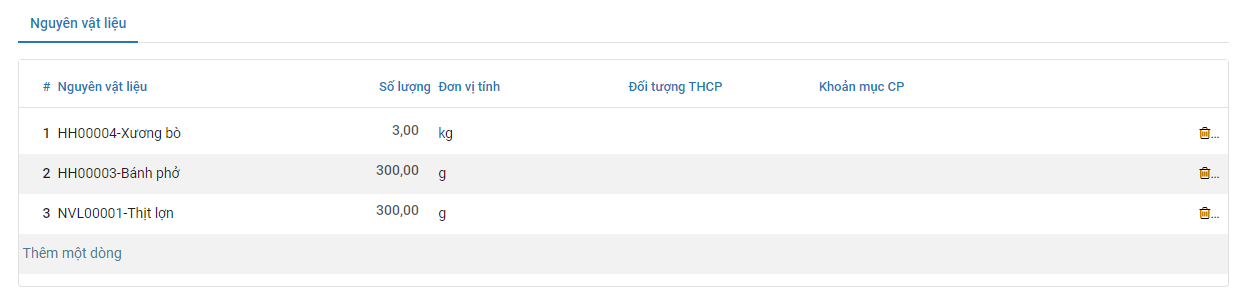 Nguyên vật liệu
# Nguyên vật liệu Số lượng Đơn vị tính Đối tượng THCP Khoản mục CP
1 HH00004-Xương bò 3,00 kg ...
2 HH00003-Bánh phở 300,00 g ...
3 NVL00001-Thịt lợn 300,00 g ...
Thêm một dòng